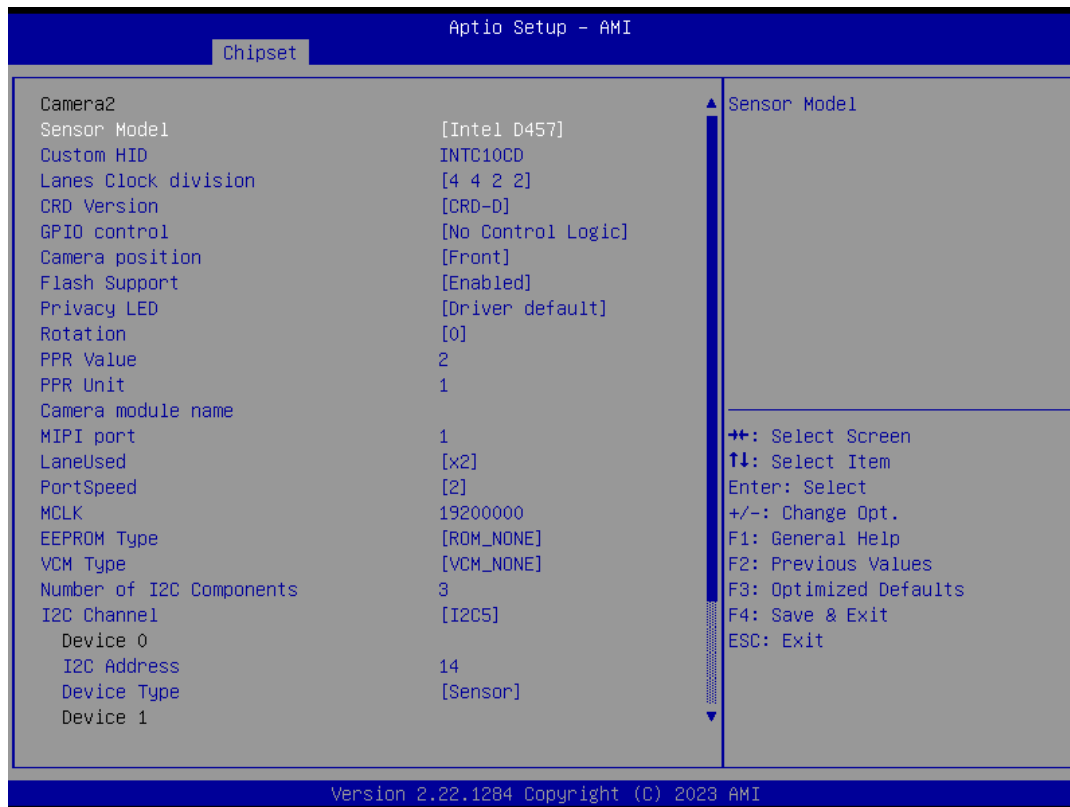 Aptio Setup – AMI
Chipset
Camera2
Sensor Model [Intel D457]
Custom HID INTC10CD
Lanes Clock division [4 4 2 2]
CRD Version [CRD-D]
GPIO control [No Control Logic]
Camera position [Front]
Flash Support [Enabled]
Privacy LED [Driver default]
Rotation [0]
PPR Value 2
PPR Unit 1
Camera module name
MIPI port 1
LaneUsed [x2]
PortSpeed [2]
MCLK 19200000
EEPROM Type [ROM_NONE]
VCM Type [VCM_NONE]
Number of I2C Components 3
I2C Channel [I2C5]
Device 0
I2C Address 14
Device Type [Sensor]
Device 1
Sensor Model
→←: Select Screen
↑↓: Select Item
Enter: Select
+/-: Change Opt.
F1: General Help
F2: Previous Values
F3: Optimized Defaults
F4: Save & Exit
ESC: Exit
Version 2.22.1284 Copyright (C) 2023 AMI